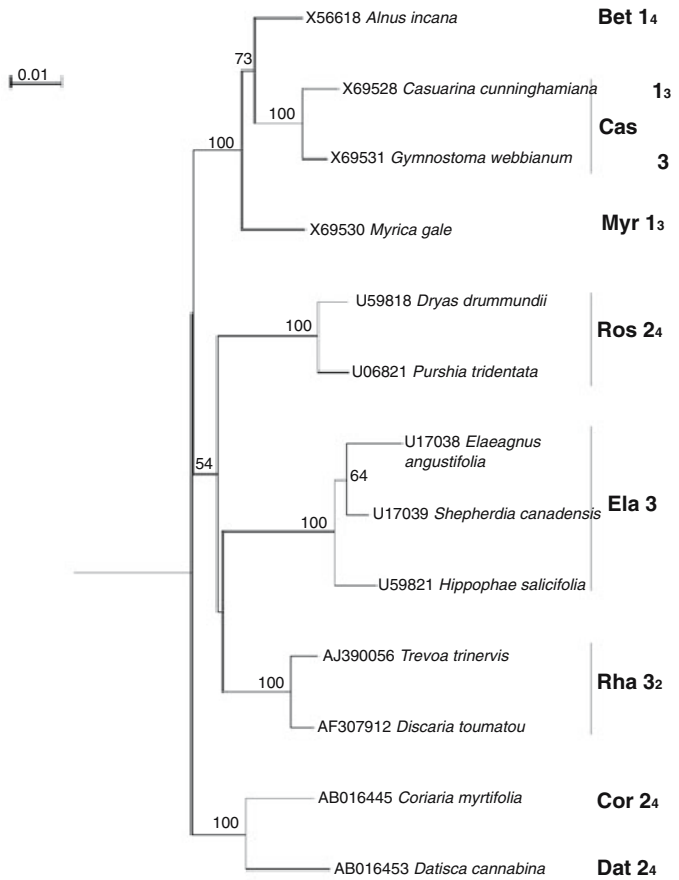 X56618 Alnus incana Bet 14
73
0.01
X69528 Casuarina cunninghamiana 13
100
Cas
100
X69531 Gymnostoma webbianum 3
X69530 Myrica gale Myr 13
U59818 Dryas drummundii
100
Ros 24
U06821 Purshia tridentata
U17038 Elaeagnus
angustifolia
54
64
Ela 3
U17039 Shepherdia canadensis
100
U59821 Hippophae salicifolia
AJ390056 Trevoa trinervis
100
Rha 32
AF307912 Discaria toumatou
AB016445 Coriaria myrtifolia Cor 24
100
AB016453 Datisca cannabina Dat 24